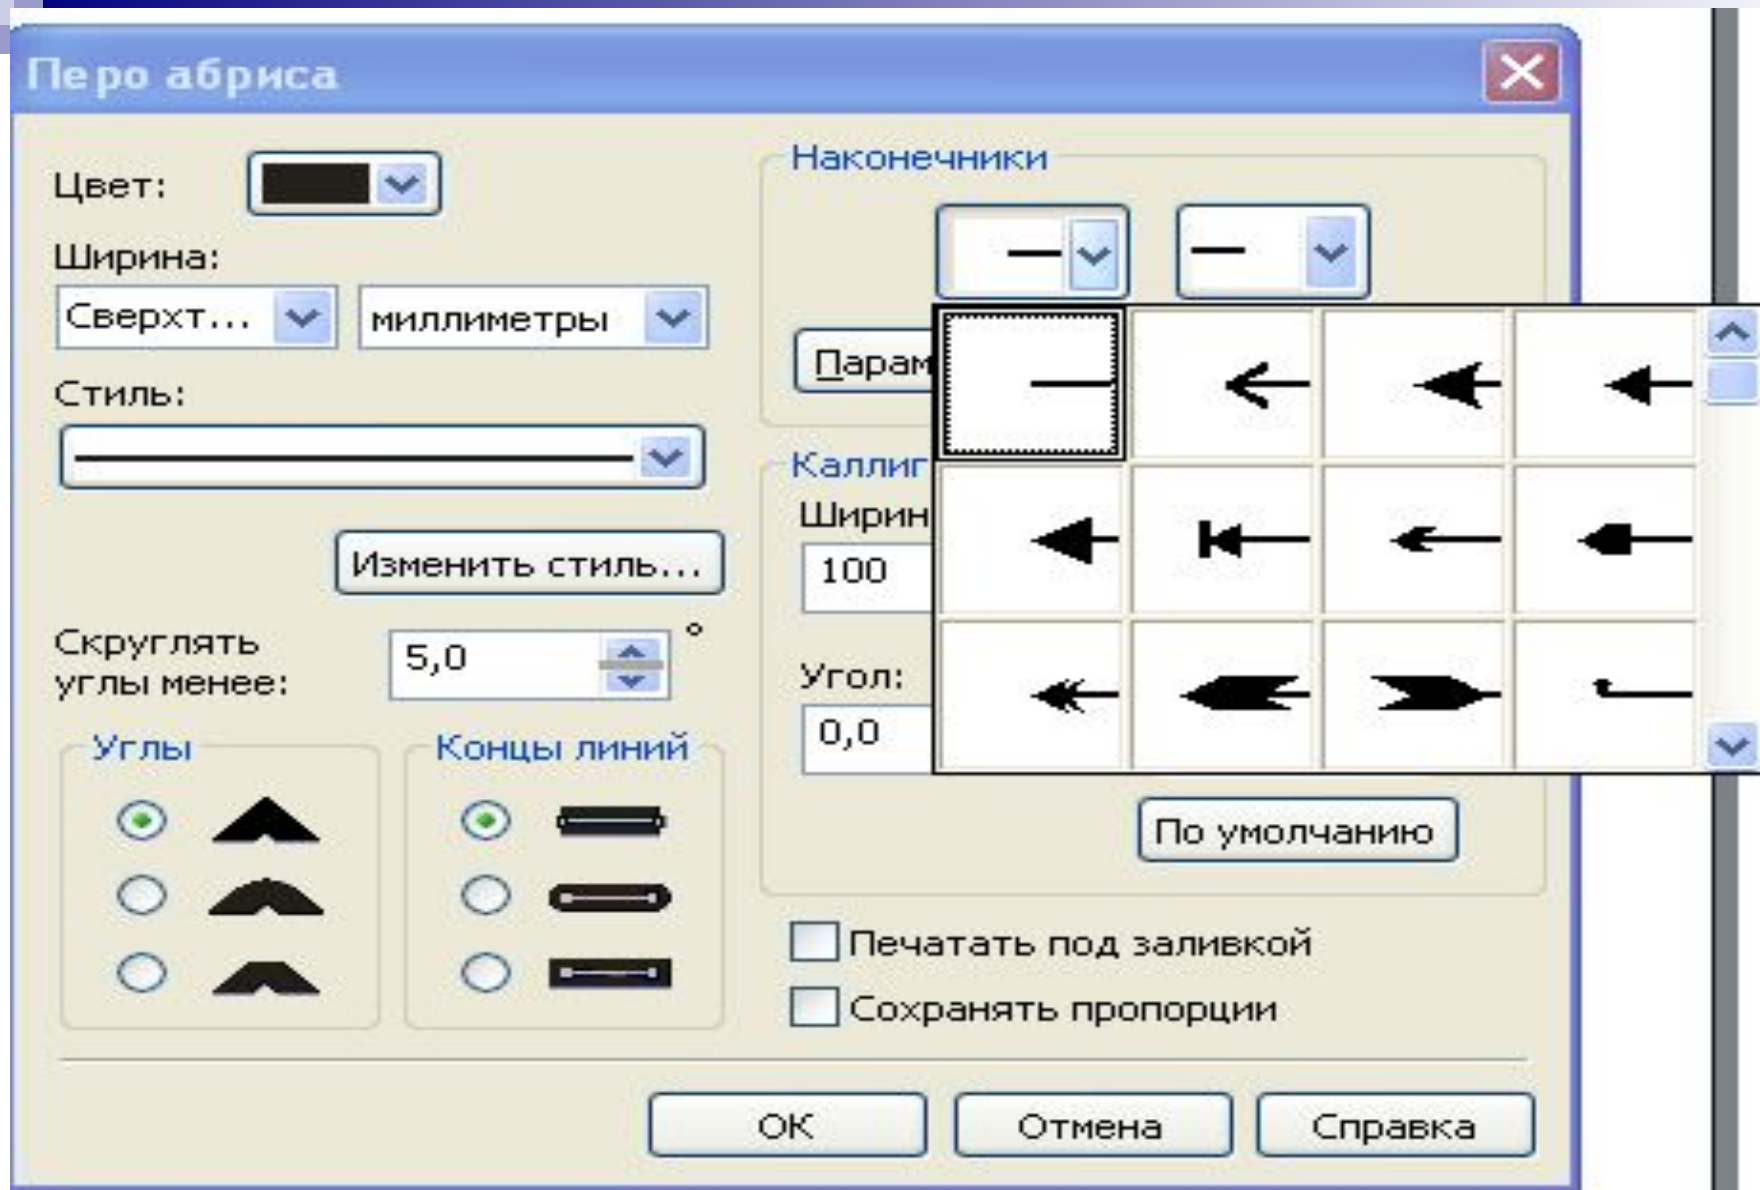 Перо абриса
Цвет:
Ширина:
Сверхт...
миллиметры
Стиль:
Изменить стиль...
Скруглять
углы менее:
5,0
°
Углы
Концы линий
Наконечники
Парам
Каллиг
Ширин
100
Угол:
0,0
По умолчанию
Печатать под заливкой
Сохранять пропорции
ОК
Отмена
Справка